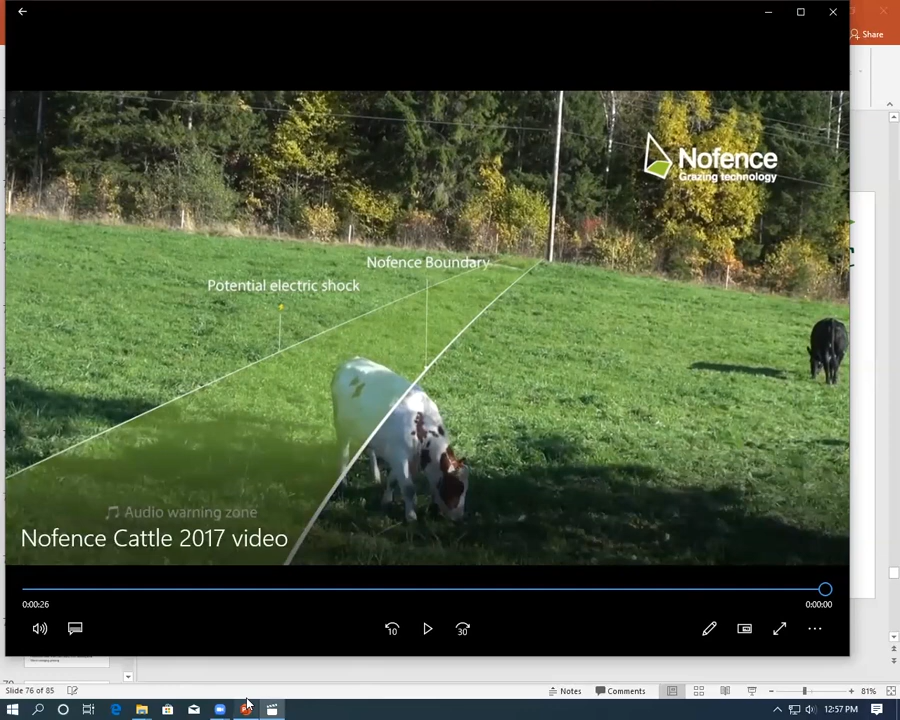 Share
Nofence
Grazing technology
Nofence Boundary
Potential electric shock
Audio warning zone
Nofence Cattle 2017 video
0:00:26
0:00:00
10
30
Slide 76 of 85
Notes
Comments
81%
12:57 PM